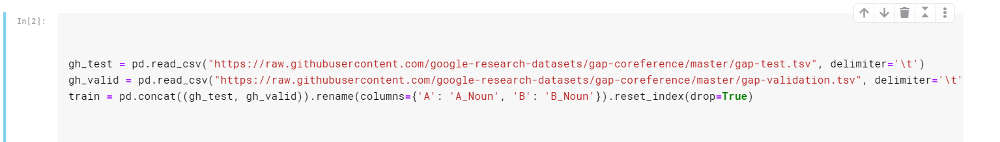 In[2]:
gh_test = pd.read_csv("https://raw.githubusercontent.com/google-research-datasets/gap-coreference/master/gap-test.tsv", delimiter='\t')
gh_valid = pd.read_csv("https://raw.githubusercontent.com/google-research-datasets/gap-coreference/master/gap-validation.tsv", delimiter='\t'
train = pd.concat((gh_test, gh_valid)).rename(columns={'A': 'A_Noun', 'B': 'B_Noun'}).reset_index(drop=True)